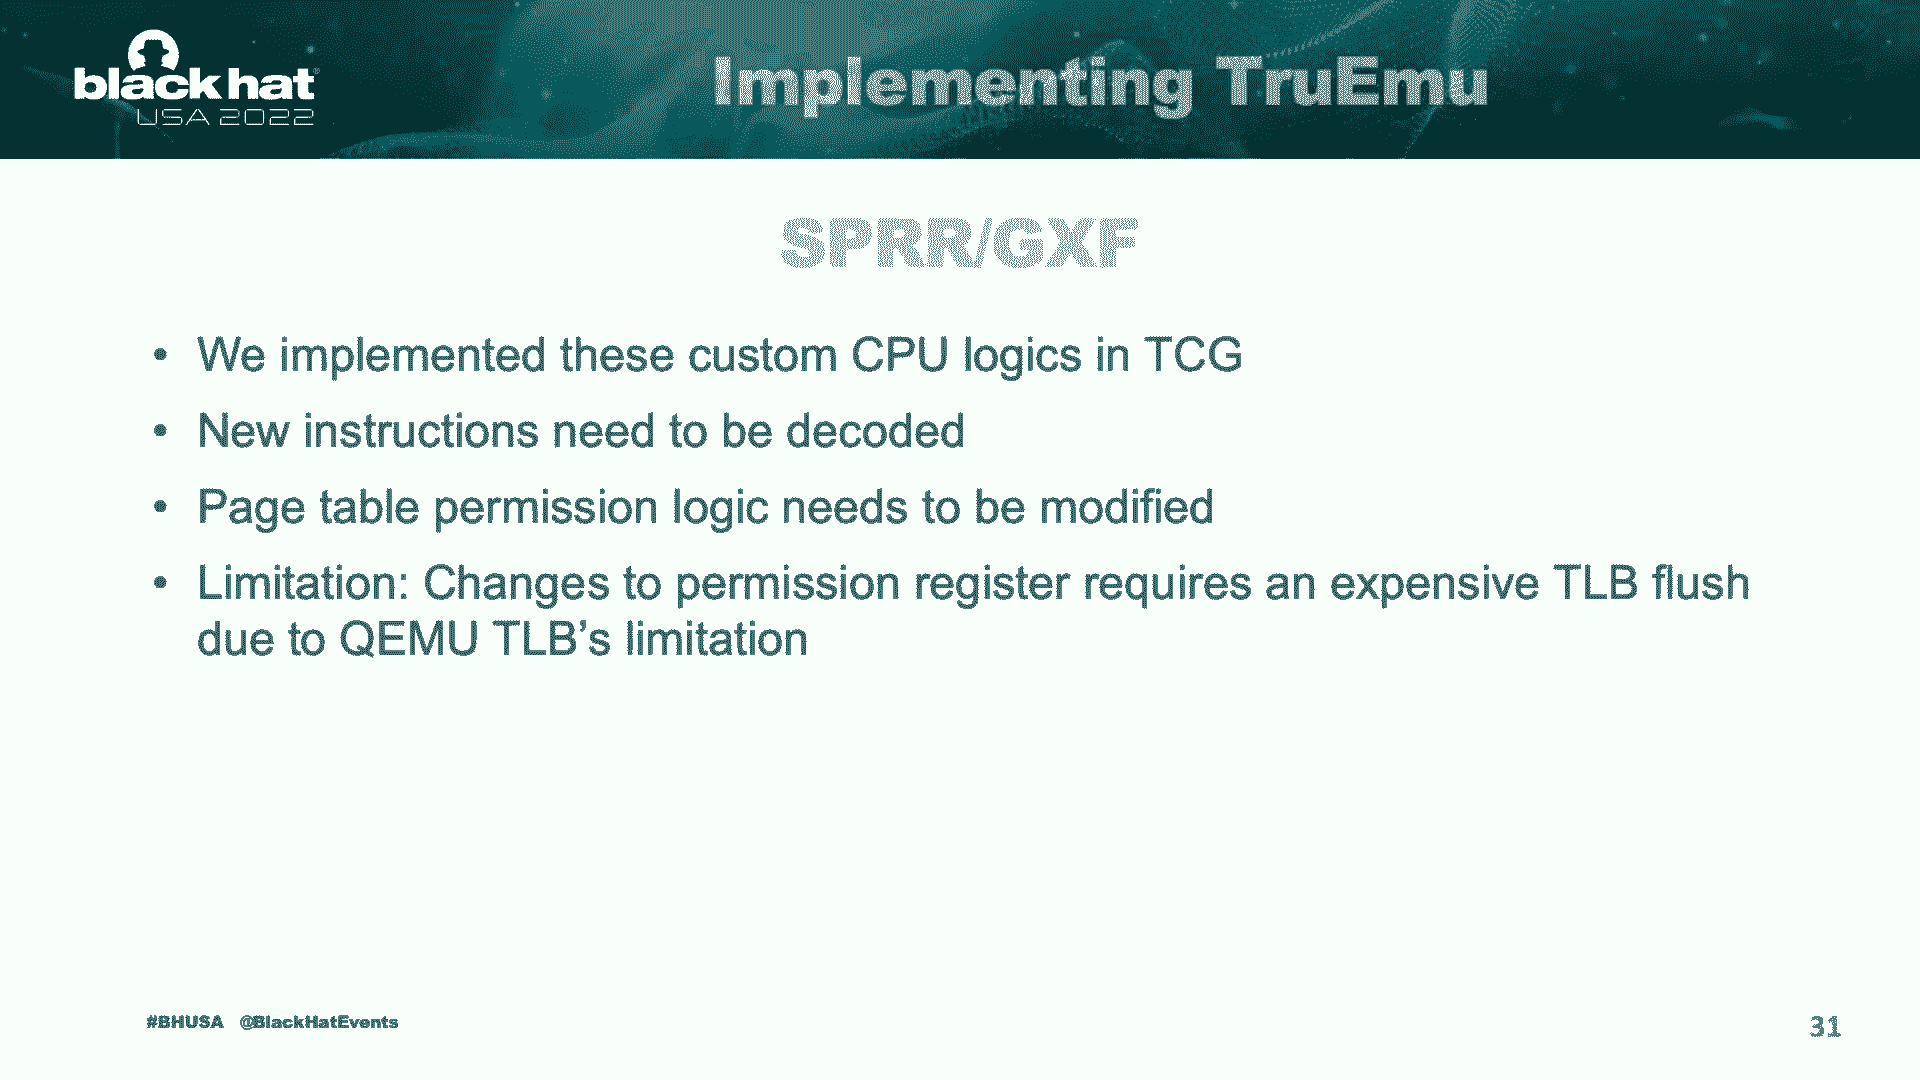 black hat®
USA 2022
Implementing TruEmu
SPRR/GXF
• We implemented these custom CPU logics in TCG
• New instructions need to be decoded
• Page table permission logic needs to be modified
• Limitation: Changes to permission register requires an expensive TLB flush
due to QEMU TLB’s limitation
#BHUSA @BlackHatEvents
31